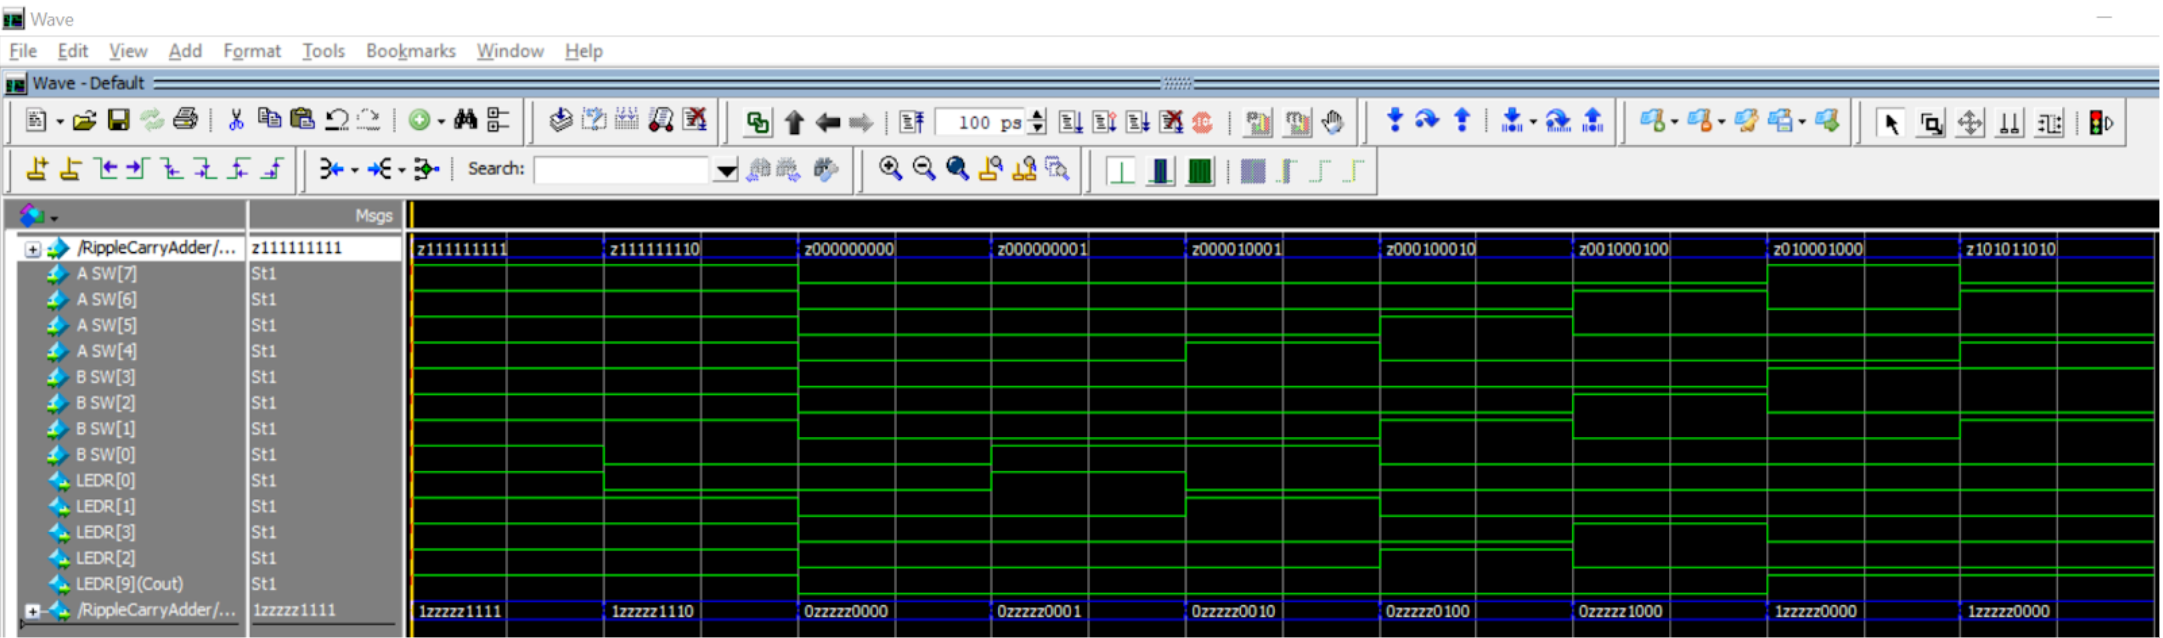 Wave
File Edit View Add Format Tools Bookmarks Window Help
Wave - Default
100 ps
Search:
Msgs
/RippleCarryAdder/... z111111111 z111111111 z111111110 z000000000 z000000001 z000010001 z000100010 z001000100 z010001000 z101011010
A SW[7] St1
A SW[6] St1
A SW[5] St1
A SW[4] St1
B SW[3] St1
B SW[2] St1
B SW[1] St1
B SW[0] St1
LEDR[0] St1
LEDR[1] St1
LEDR[3] St1
LEDR[2] St1
LEDR[9](Cout) St1
/RippleCarryAdder/... 1zzzzz1111 1zzzzz1111 1zzzzz1110 0zzzzz0000 0zzzzz0001 0zzzzz0010 0zzzzz0100 0zzzzz1000 1zzzzz0000 1zzzzz0000